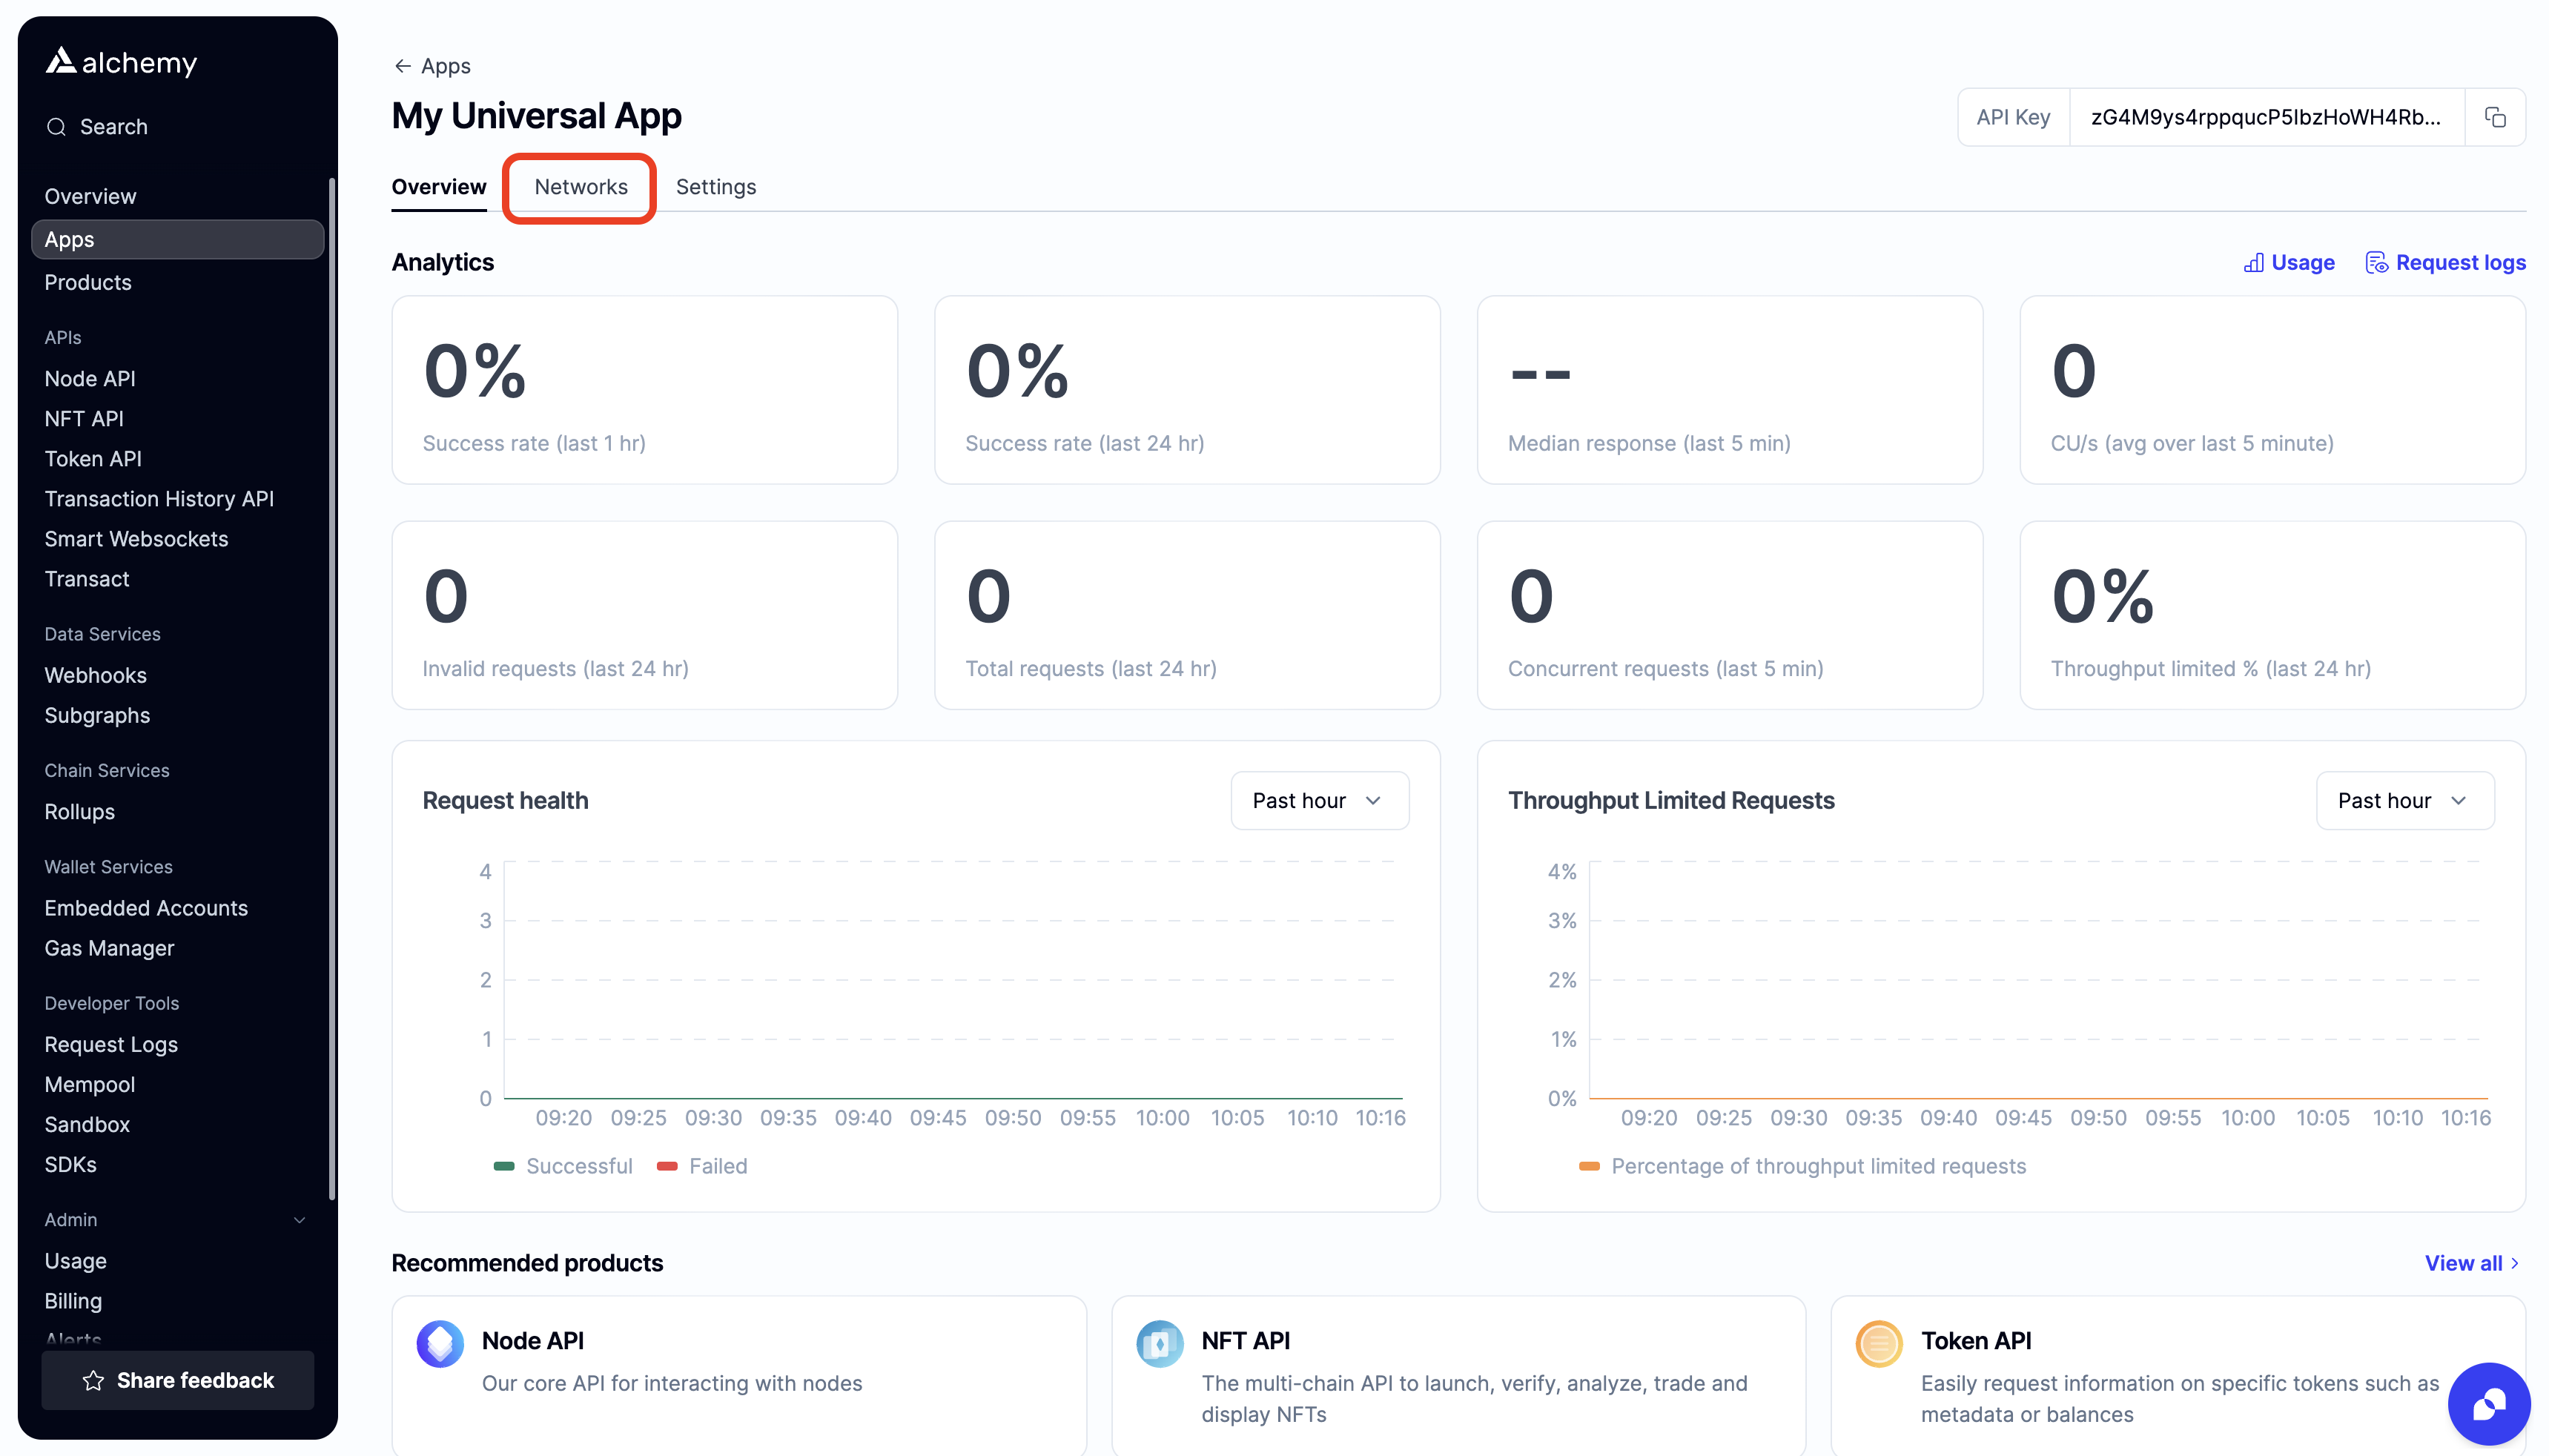 alchemy
Search
Overview
Apps
Products
APIs
Node API
NFT API
Token API
Transaction History API
Smart Websockets
Transact
Data Services
Webhooks
Subgraphs
Chain Services
Rollups
Wallet Services
Embedded Accounts
Gas Manager
Developer Tools
Request Logs
Mempool
Sandbox
SDKs
Admin
Usage
Billing
Alerts
Share feedback
← Apps
My Universal App
API Key zG4M9ys4rppqucP5IbzHoWH4Rb...
Overview Networks Settings
Analytics
Usage Request logs
0%
Success rate (last 1 hr)
0%
Success rate (last 24 hr)
--
Median response (last 5 min)
0
CU/s (avg over last 5 minute)
0
Invalid requests (last 24 hr)
0
Total requests (last 24 hr)
0
Concurrent requests (last 5 min)
0%
Throughput limited % (last 24 hr)
Request health
Past hour
4
3
2
1
0
09:20 09:25 09:30 09:35 09:40 09:45 09:50 09:55 10:00 10:05 10:10 10:16
Successful Failed
Throughput Limited Requests
Past hour
4%
3%
2%
1%
0%
09:20 09:25 09:30 09:35 09:40 09:45 09:50 09:55 10:00 10:05 10:10 10:16
Percentage of throughput limited requests
Recommended products
View all >
Node API
Our core API for interacting with nodes
NFT API
The multi-chain API to launch, verify, analyze, trade and
display NFTs
Token API
Easily request information on specific tokens such as
metadata or balances